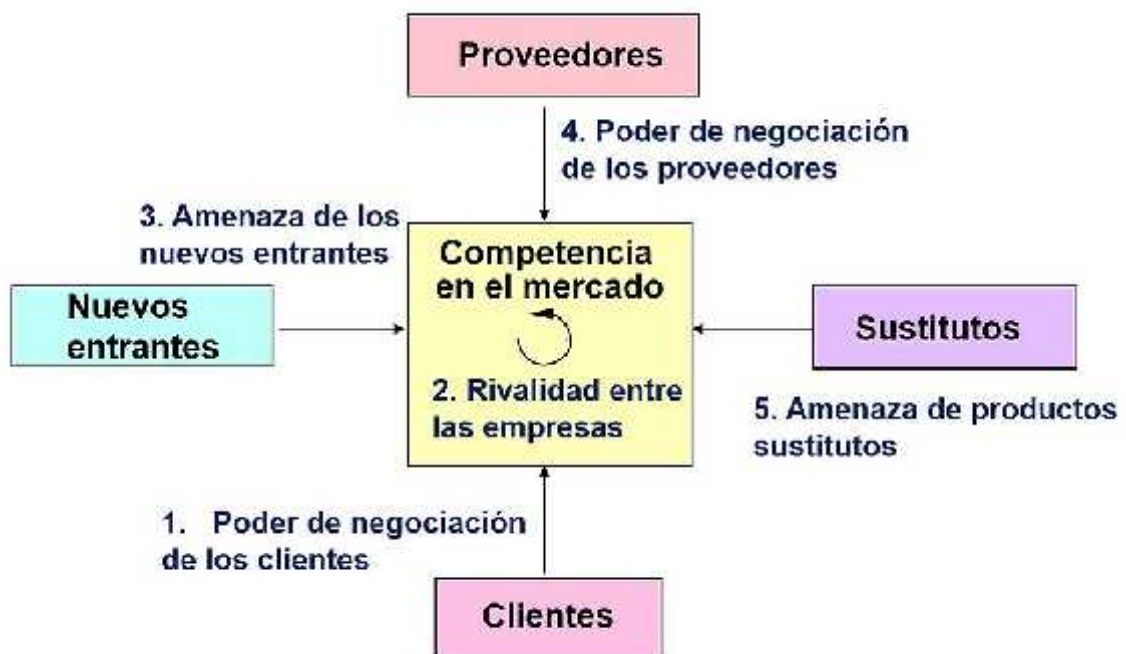 Proveedores
4. Poder de negociación
de los proveedores
3. Amenaza de los
nuevos entrantes
Competencia
en el mercado
Nuevos
entrantes
Sustitutos
2. Rivalidad entre
las empresas
5. Amenaza de productos
sustitutos
1. Poder de negociación
de los clientes
Clientes